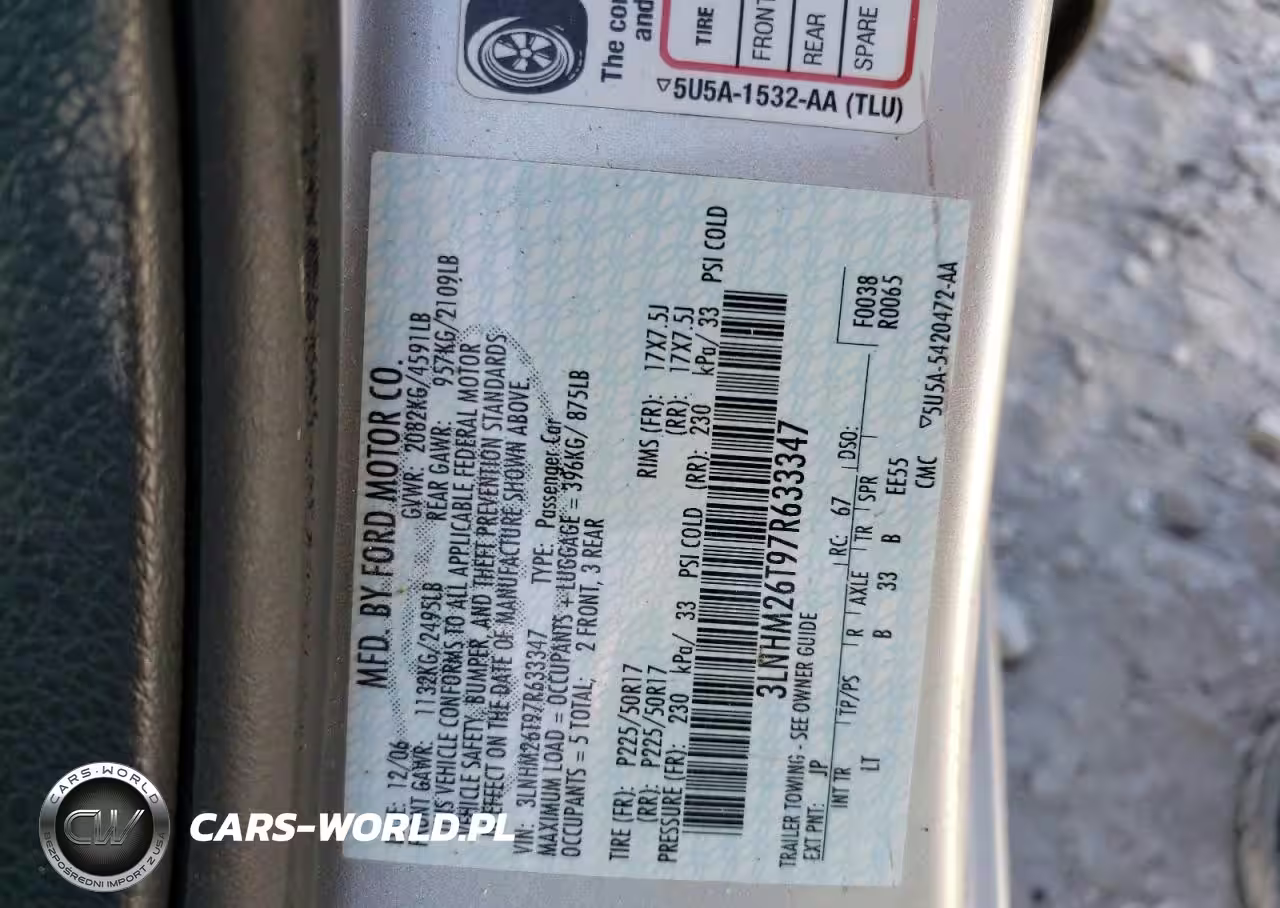 The
and
TIRE
FRONT
REAR
SPARE
▽5U5A-1532-AA (TLU)
MFD. BY FORD MOTOR CO.
12/06 GVWR: 2082KG/4591LB
GAWR: 1132KG/2495LB REAR GAWR: 957KG/2109LB
VEHICLE CONFORMS TO ALL APPLICABLE FEDERAL MOTOR
SAFETY, BUMPER, AND THEFT PREVENTION STANDARDS
EFFECT ON THE DATE OF MANUFACTURE SHOWN ABOVE.
VIN: 3LNHM26T97R633347 TYPE: Passenger Car
MAXIMUM LOAD = OCCUPANTS + LUGGAGE = 396KG/ 875LB
OCCUPANTS = 5 TOTAL; 2 FRONT, 3 REAR
TIRE (FR): P225/50R17 RIMS (FR): 17X7.5J
(RR): P225/50R17 (RR): 17X7.5J
PRESSURE (FR): 230 kPa/ 33 PSI COLD (RR): 230 kPa/ 33 PSI COLD
3LNHM26T97R633347
TRAILER TOWING - SEE OWNER GUIDE
EXT PNT: JP RC: 67 DSO: F0038
INT TR TP/PS R AXLE TR SPR R0065
LT B 33 B EE55
CMC ▽5U5A-5420472-AA
CARS-WORLD
CW
BEZPOŚREDNI IMPORT Z USA
CARS-WORLD.PL